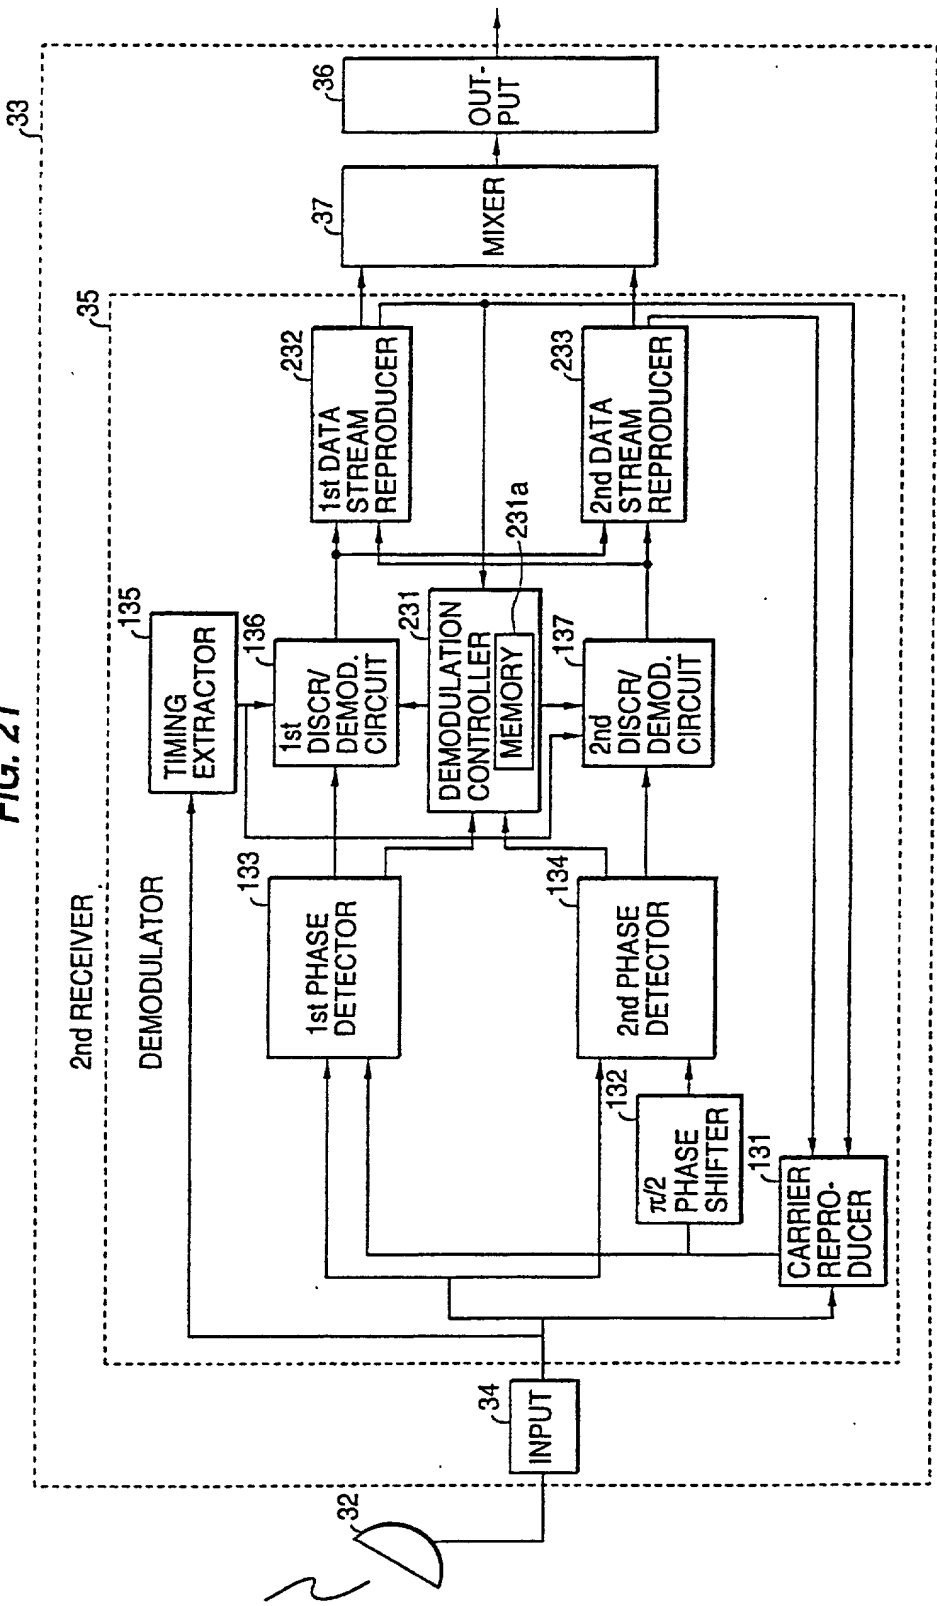 FIG. 21
33
2nd RECEIVER
35
DEMODULATOR
32
34
INPUT
135
TIMING
EXTRACTOR
133
1st PHASE
DETECTOR
136
1st
DISCR/
DEMOD.
CIRCUIT
232
1st DATA
STREAM
REPRODUCER
37
MIXER
36
OUT-
PUT
231
DEMODULATION
CONTROLLER
MEMORY
231a
134
2nd PHASE
DETECTOR
137
2nd
DISCR/
DEMOD.
CIRCUIT
233
2nd DATA
STREAM
REPRODUCER
132
π/2
PHASE
SHIFTER
131
CARRIER
REPRO-
DUCER